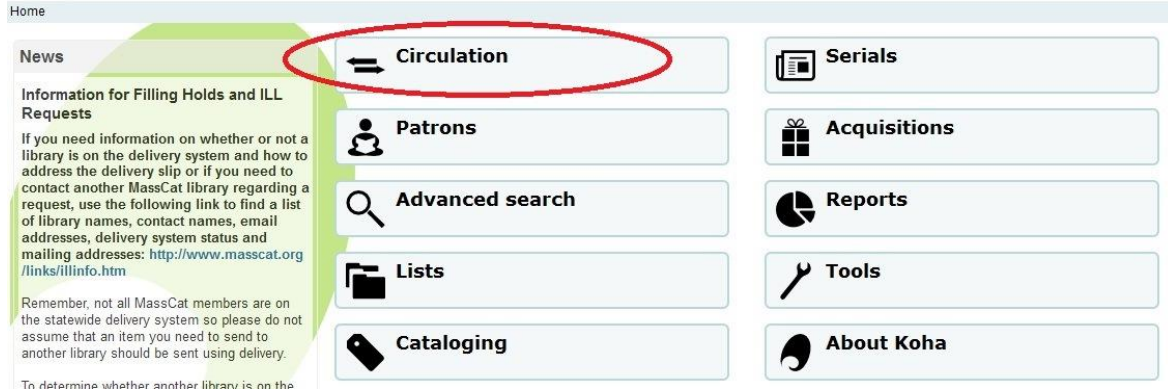 Home
News
Information for Filling Holds and ILL
Requests
If you need information on whether or not a
library is on the delivery system and how to
address the delivery slip or if you need to
contact another MassCat library regarding a
request, use the following link to find a list
of library names, contact names, email
addresses, delivery system status and
mailing addresses: http://www.masscat.org
/links/illinfo.htm
Remember, not all MassCat members are on
the statewide delivery system so please do not
assume that an item you need to send to
another library should be sent using delivery.
To determine whether another library is on the
Circulation
Patrons
Advanced search
Lists
Cataloging
Serials
Acquisitions
Reports
Tools
About Koha